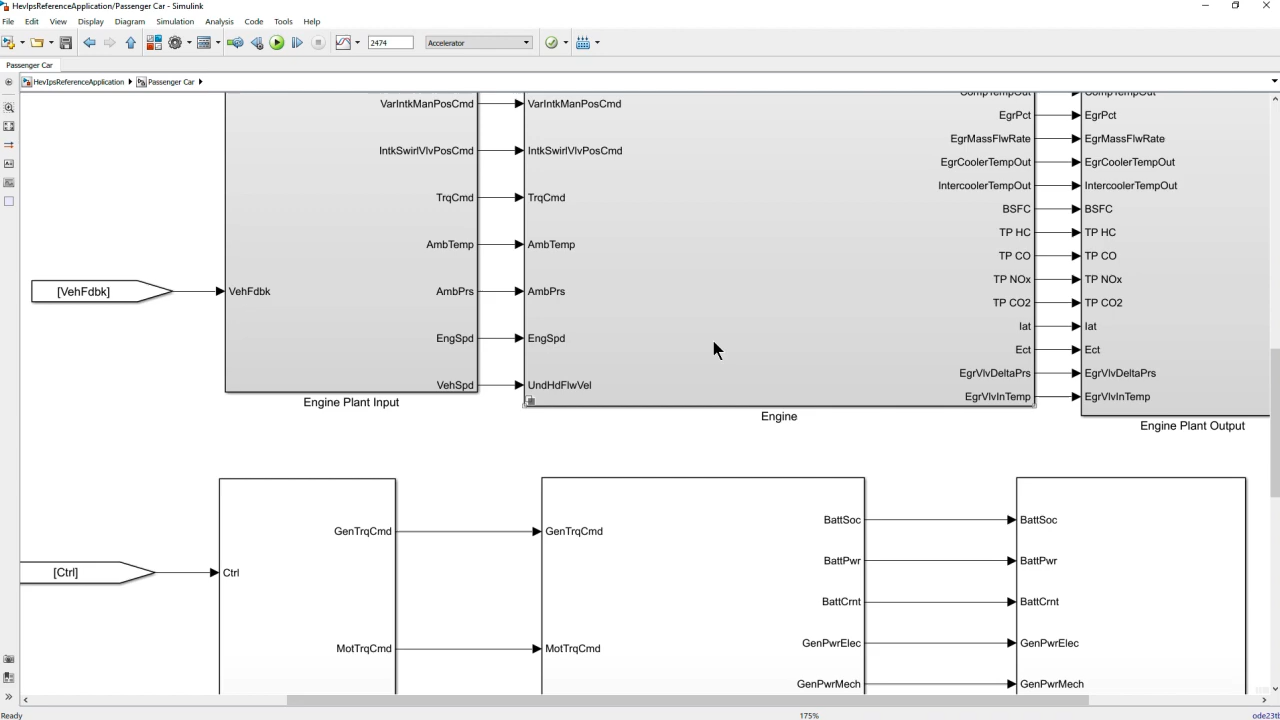 HevIpsReferenceApplication/Passenger Car - Simulink
File Edit View Display Diagram Simulation Analysis Code Tools Help
2474 Accelerator
Passenger Car
HevIpsReferenceApplication Passenger Car
VarIntkManPosCmd VarIntkManPosCmd CompTempOut CompTempOut
EgrPct EgrPct
EgrMassFlwRate EgrMassFlwRate
IntkSwirlVlvPosCmd IntkSwirlVlvPosCmd
EgrCoolerTempOut EgrCoolerTempOut
IntercoolerTempOut IntercoolerTempOut
TrqCmd TrqCmd
BSFC BSFC
TP HC TP HC
AmbTemp AmbTemp
TP CO TP CO
TP NOx TP NOx
[VehFdbk] VehFdbk AmbPrs AmbPrs
TP CO2 TP CO2
Iat Iat
EngSpd EngSpd
Ect Ect
EgrVlvDeltaPrs EgrVlvDeltaPrs
VehSpd UndHdFlwVel
EgrVlvInTemp EgrVlvInTemp
Engine Plant Input
Engine
Engine Plant Output
BattSoc BattSoc
GenTrqCmd GenTrqCmd
BattPwr BattPwr
[Ctrl] Ctrl
BattCrnt BattCrnt
GenPwrElec GenPwrElec
MotTrqCmd MotTrqCmd
GenPwrMech GenPwrMech
Ready 175%